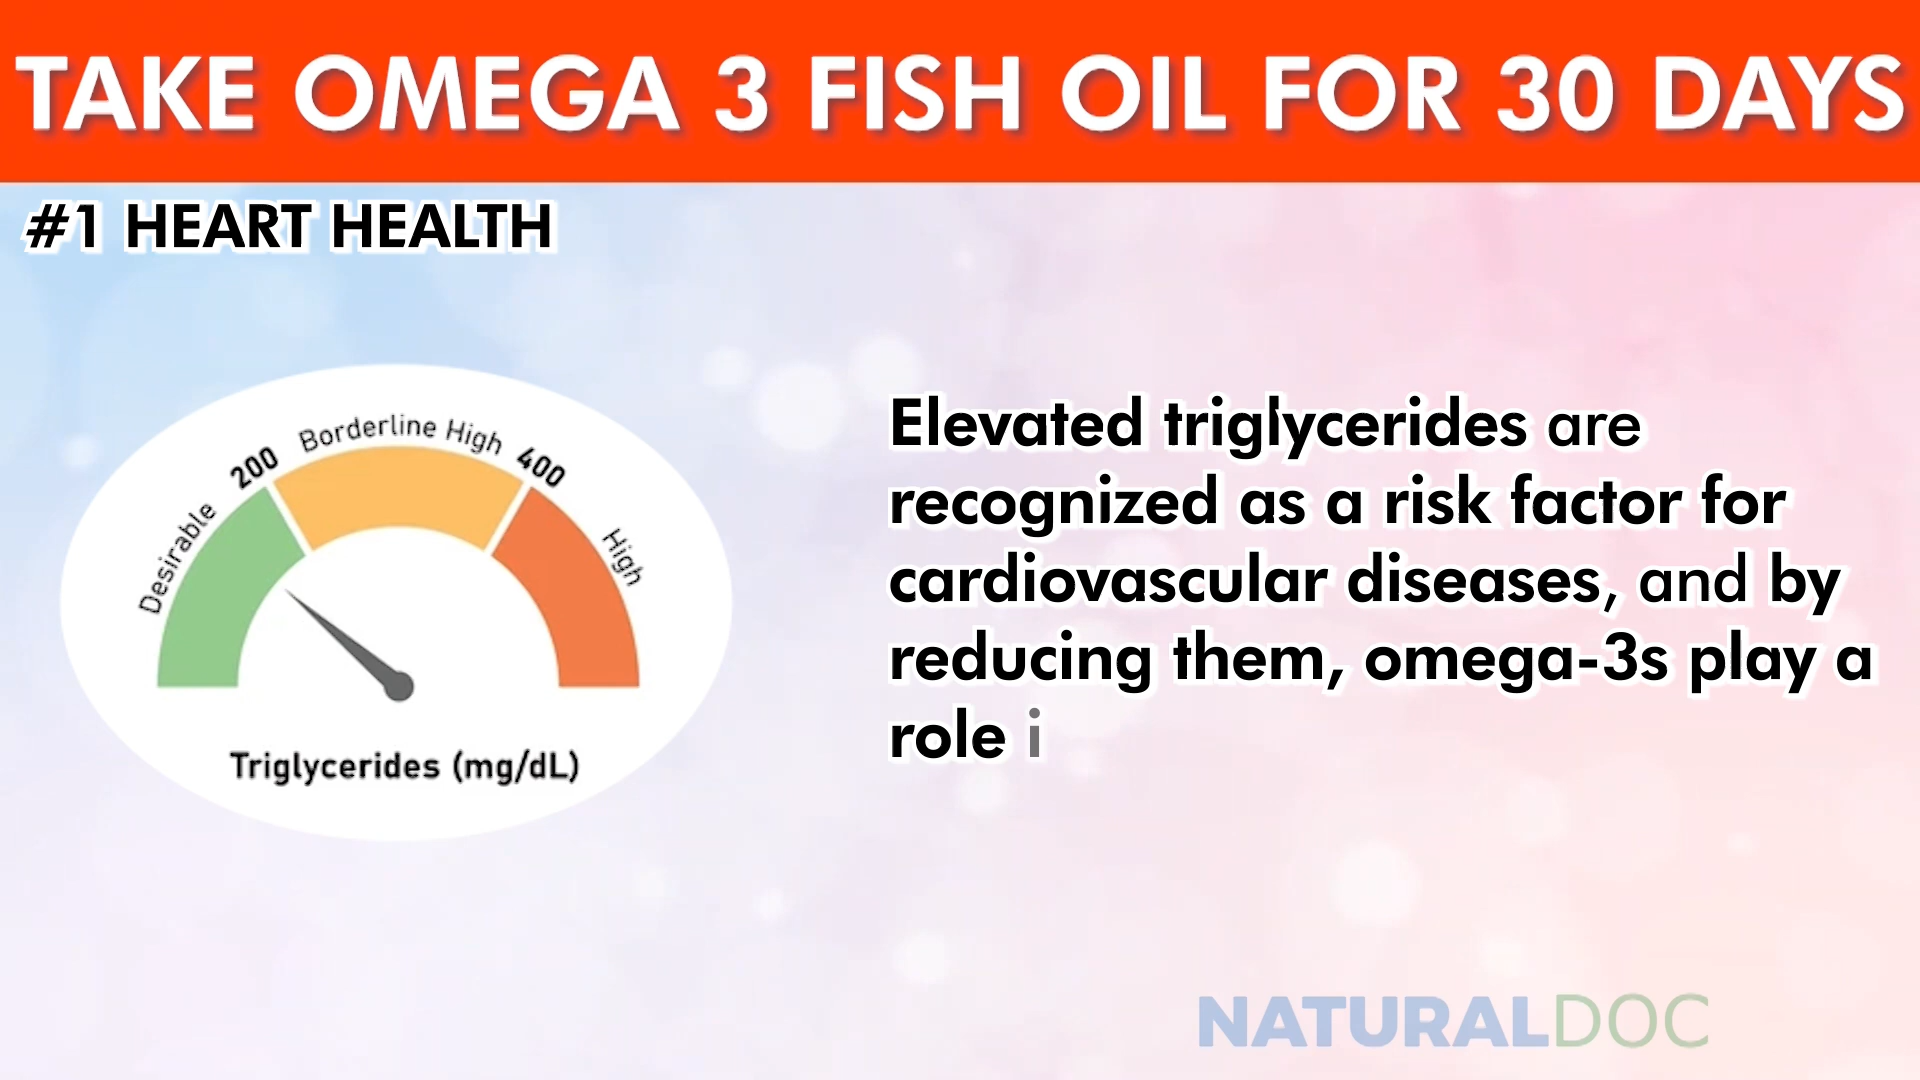 TAKE OMEGA 3 FISH OIL FOR 30 DAYS
#1 HEART HEALTH
Desirable
200
Borderline High
400
High
Triglycerides (mg/dL)
Elevated triglycerides are
recognized as a risk factor for
cardiovascular diseases, and by
reducing them, omega-3s play a
role i
NATURALDOC